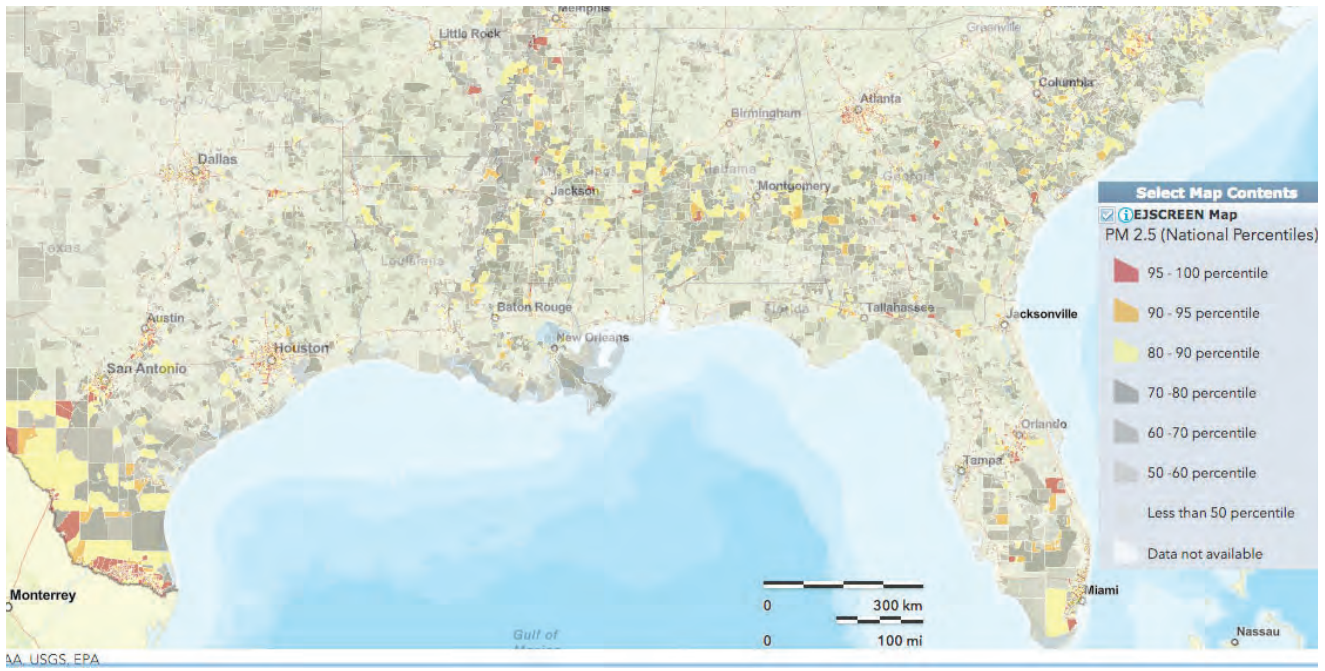 Memphis
Little Rock
Greenville
Columbia
Atlanta
Birmingham
Dallas
Alabama
Jackson
Montgomery
Georgia
Texas
Louisiana
Baton Rouge
Florida
Tallahassee
Jacksonville
Austin
New Orleans
Houston
San Antonio
Orlando
Tampa
Monterrey
Miami
Nassau
Gulf of
Select Map Contents
EJSCREEN Map
PM 2.5 (National Percentiles)
95 - 100 percentile
90 - 95 percentile
80 - 90 percentile
70 -80 percentile
60 -70 percentile
50 -60 percentile
Less than 50 percentile
Data not available
0 300 km
0 100 mi
AA, USGS, EPA